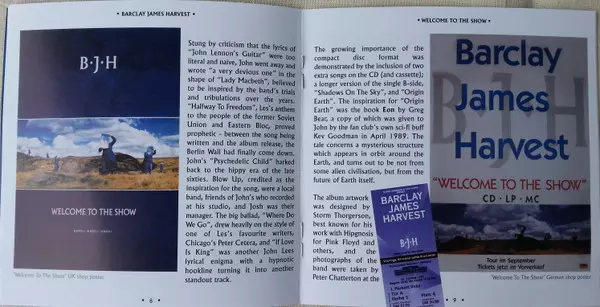 • BARCLAY JAMES HARVEST •
B·J·H
WELCOME TO THE SHOW
"Welcome To The Show" UK shop poster
Stung by criticism that the lyrics of
"John Lennon's Guitar" were too
literal and naive, John went away and
wrote "a very devious one" in the
shape of "Lady Macbeth", believed
to be inspired by the band's trials
and tribulations over the years.
"Halfway To Freedom", Les's anthem
to the people of the former Soviet
Union and Eastern Bloc, proved
prophetic - between the song being
written and the album release, the
Berlin Wall had finally come down.
John's "Psychedelic Child" harked
back to the hippy era of the late
sixties. Blow Up, credited as the
inspiration for the song, were a local
band, friends of John's who recorded
at his studio, and Josh was their
manager. The big ballad, "Where Do
We Go", drew heavily on the style of
one of Les's favourite writers,
Chicago's Peter Cetera, and "If Love
Is King" was another John Lees
lyrical enigma with a hypnotic
hookline turning it into another
standout track.
6
• WELCOME TO THE SHOW •
The growing importance of the
compact disc format was
demonstrated by the inclusion of two
extra songs on the CD (and cassette);
a longer version of the single B-side,
"Shadows On The Sky", and "Origin
Earth". The inspiration for "Origin
Earth" was the book Eon by Greg
Bear, a copy of which was given to
John by the fan club's own sci-fi buff
Kev Goodman in April 1989. The
tale concerns a mysterious structure
which appears in orbit around the
Earth, and turns out to be not from
some alien civilisation, but from the
future of Earth itself.
The album artwork
was designed by
Storm Thorgerson,
best known for his
work with Hipgnosis
for Pink Floyd and
others, and the
photographs of the
band were taken by
Peter Chatterton at the
BARCLAY
JAMES
HARVEST
B·J·H
B J H
Barclay
James
Harvest
"WELCOME TO THE SHOW"
CD · LP · MC
Tour im September
Tickets jetzt im Vorverkauf
"Welcome To The Show" German shop poster
9